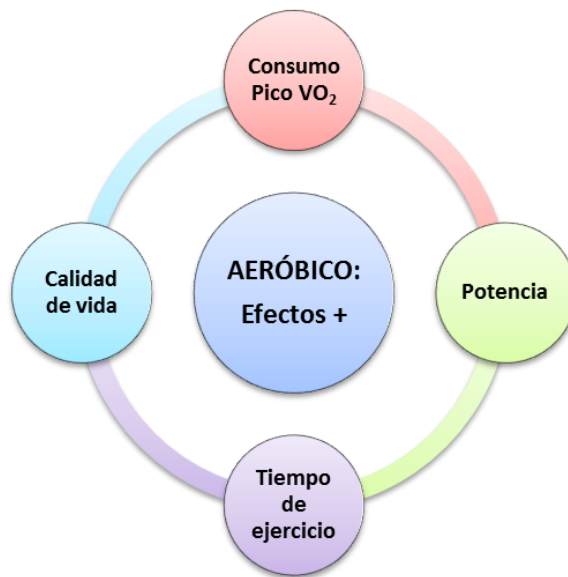 Consumo
Pico VO₂
AERÓBICO:
Efectos +
Calidad
de vida
Potencia
Tiempo
de
ejercicio